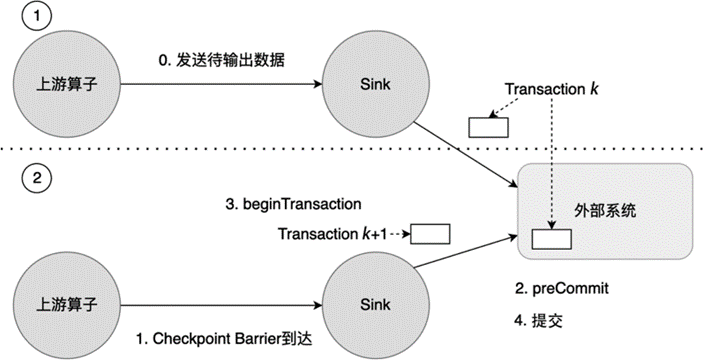 1
0. 发送待输出数据
上游算子
Sink
Transaction k
2
3. beginTransaction
外部系统
Transaction k+1
上游算子
Sink
2. preCommit
1. Checkpoint Barrier到达
4. 提交